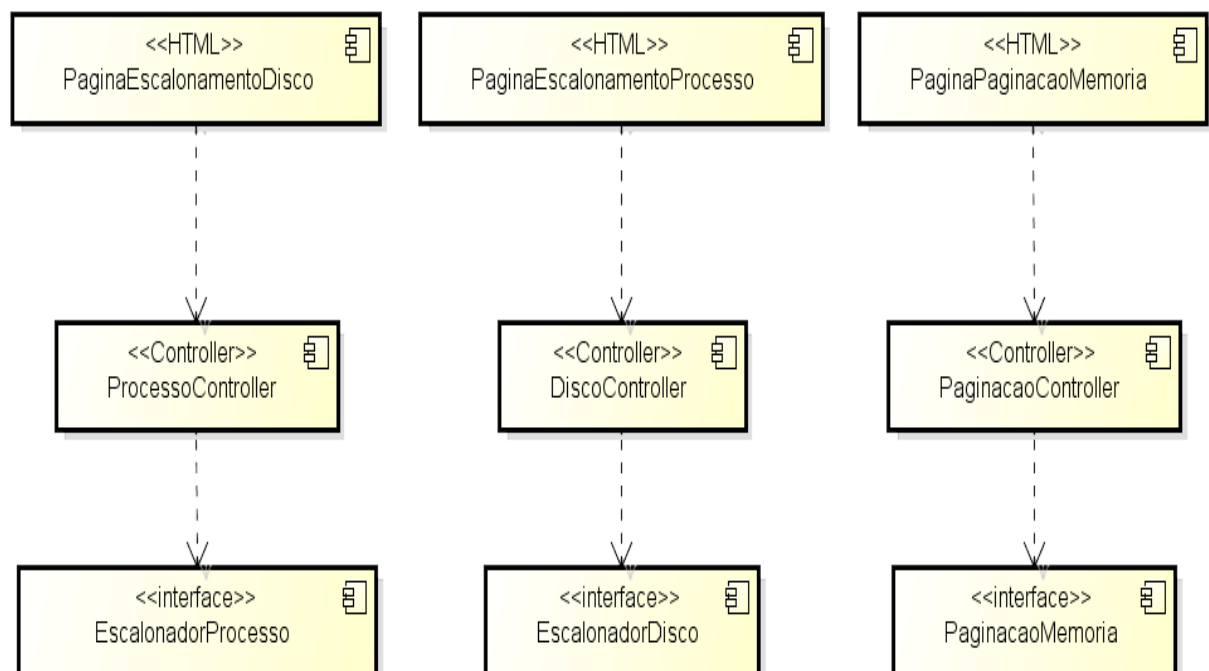 <<HTML>>
PaginaEscalonamentoDisco
<<HTML>>
PaginaEscalonamentoProcesso
<<HTML>>
PaginaPaginacaoMemoria
<<Controller>>
ProcessoController
<<Controller>>
DiscoController
<<Controller>>
PaginacaoController
<<interface>>
EscalonadorProcesso
<<interface>>
EscalonadorDisco
<<interface>>
PaginacaoMemoria